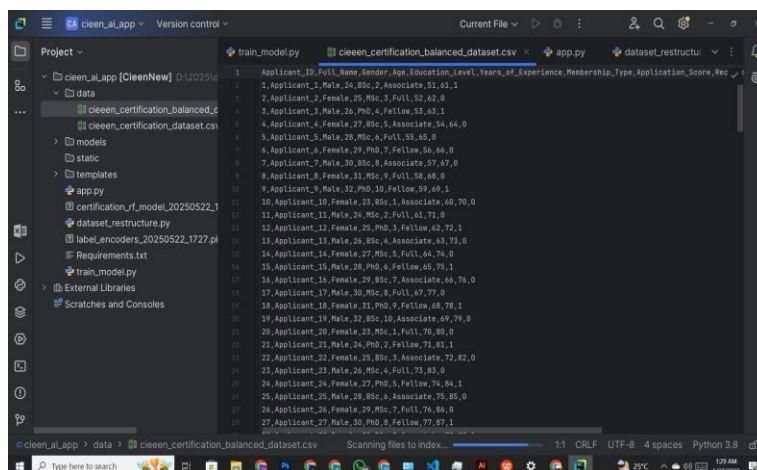 CA cieen_ai_app Version control Current File
Project
train_model.py cieeen_certification_balanced_dataset.csv app.py dataset_restructu
cieen_ai_app [CieenNew] D:\2025\c
data
cieeen_certification_balanced_c
cieeen_certification_dataset.csv
models
static
templates
app.py
certification_rf_model_20250522_1
dataset_restructure.py
label_encoders_20250522_1727.pl
Requirements.txt
train_model.py
External Libraries
Scratches and Consoles
1 Applicant_ID,Full_Name,Gender,Age,Education_Level,Years_of_Experience,Membership_Type,Application_Score,Rec
2 1,Applicant_1,Male,24,BSc,2,Associate,51,61,1
3 2,Applicant_2,Female,25,MSc,3,Full,52,62,0
4 3,Applicant_3,Male,26,PhD,4,Fellow,53,63,1
5 4,Applicant_4,Female,27,BSc,5,Associate,54,64,0
6 5,Applicant_5,Male,28,MSc,6,Full,55,65,0
7 6,Applicant_6,Female,29,PhD,7,Fellow,56,66,0
8 7,Applicant_7,Male,30,BSc,8,Associate,57,67,0
9 8,Applicant_8,Female,31,MSc,9,Full,58,68,0
10 9,Applicant_9,Male,32,PhD,10,Fellow,59,69,1
11 10,Applicant_10,Female,23,BSc,1,Associate,60,70,0
12 11,Applicant_11,Male,24,MSc,2,Full,61,71,0
13 12,Applicant_12,Female,25,PhD,3,Fellow,62,72,1
14 13,Applicant_13,Male,26,BSc,4,Associate,63,73,0
15 14,Applicant_14,Female,27,MSc,5,Full,64,74,0
16 15,Applicant_15,Male,28,PhD,6,Fellow,65,75,1
17 16,Applicant_16,Female,29,BSc,7,Associate,66,76,0
18 17,Applicant_17,Male,30,MSc,8,Full,67,77,0
19 18,Applicant_18,Female,31,PhD,9,Fellow,68,78,1
20 19,Applicant_19,Male,32,BSc,10,Associate,69,79,0
21 20,Applicant_20,Female,23,MSc,1,Full,70,80,0
22 21,Applicant_21,Male,24,PhD,2,Fellow,71,81,1
23 22,Applicant_22,Female,25,BSc,3,Associate,72,82,0
24 23,Applicant_23,Male,26,MSc,4,Full,73,83,0
25 24,Applicant_24,Female,27,PhD,5,Fellow,74,84,1
26 25,Applicant_25,Male,28,BSc,6,Associate,75,85,0
27 26,Applicant_26,Female,29,MSc,7,Full,76,86,0
28 27,Applicant_27,Male,30,PhD,8,Fellow,77,87,1
cieen_ai_app > data > cieeen_certification_balanced_dataset.csv Scanning files to index... 1:1 CRLF UTF-8 4 spaces Python 3.8
Type here to search 25°C 1:29 AM